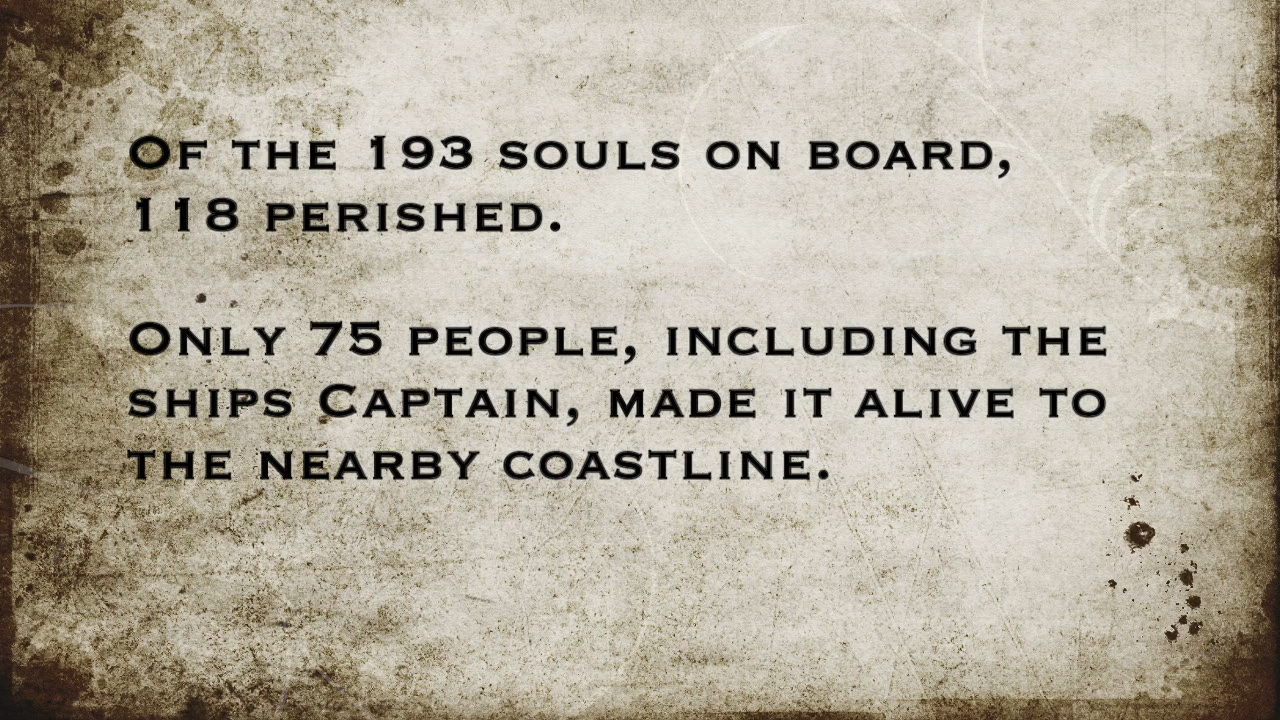 Of the 193 souls on board,
118 perished.
Only 75 people, including the
ships Captain, made it alive to
the nearby coastline.